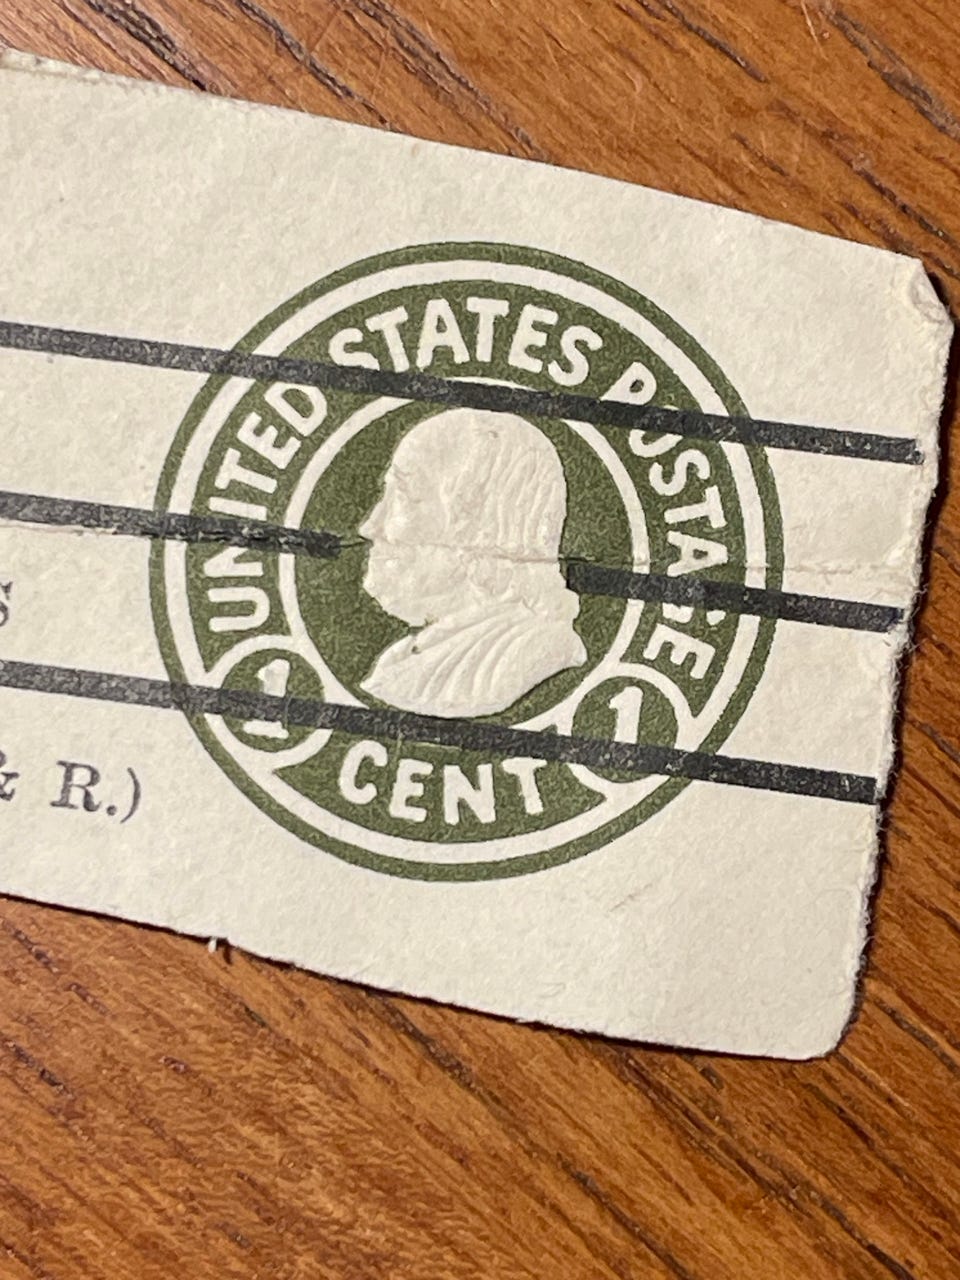 UNITED STATES POSTAGE
1 1
CENT
S
& R.)